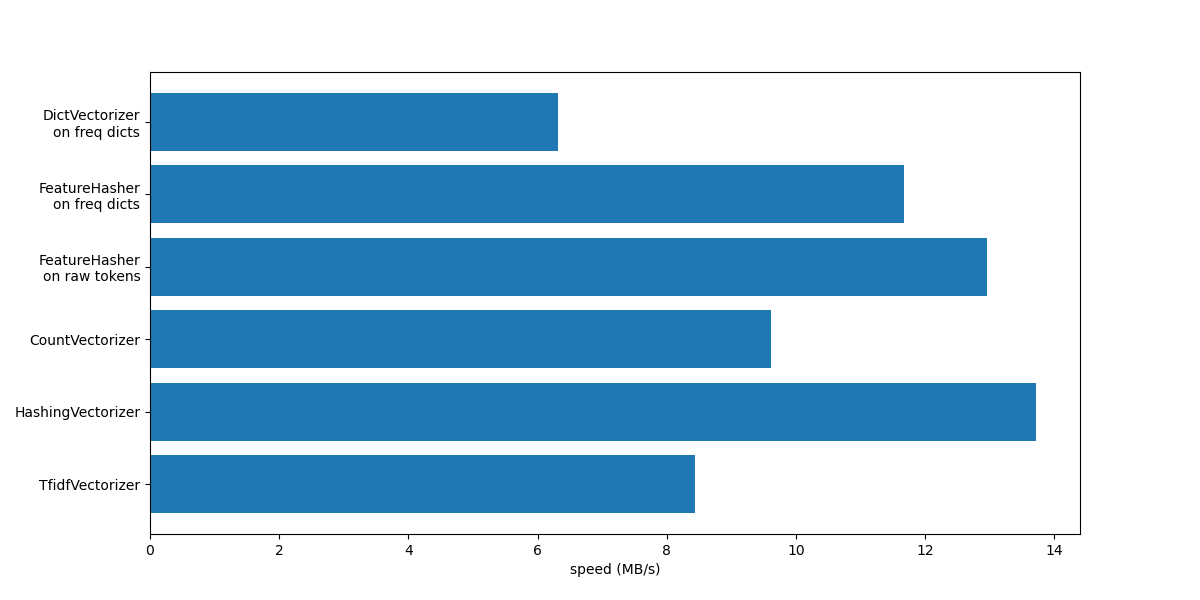 DictVectorizer
on freq dicts
FeatureHasher
on freq dicts
FeatureHasher
on raw tokens
CountVectorizer
HashingVectorizer
TfidfVectorizer
0 2 4 6 8 10 12 14
speed (MB/s)